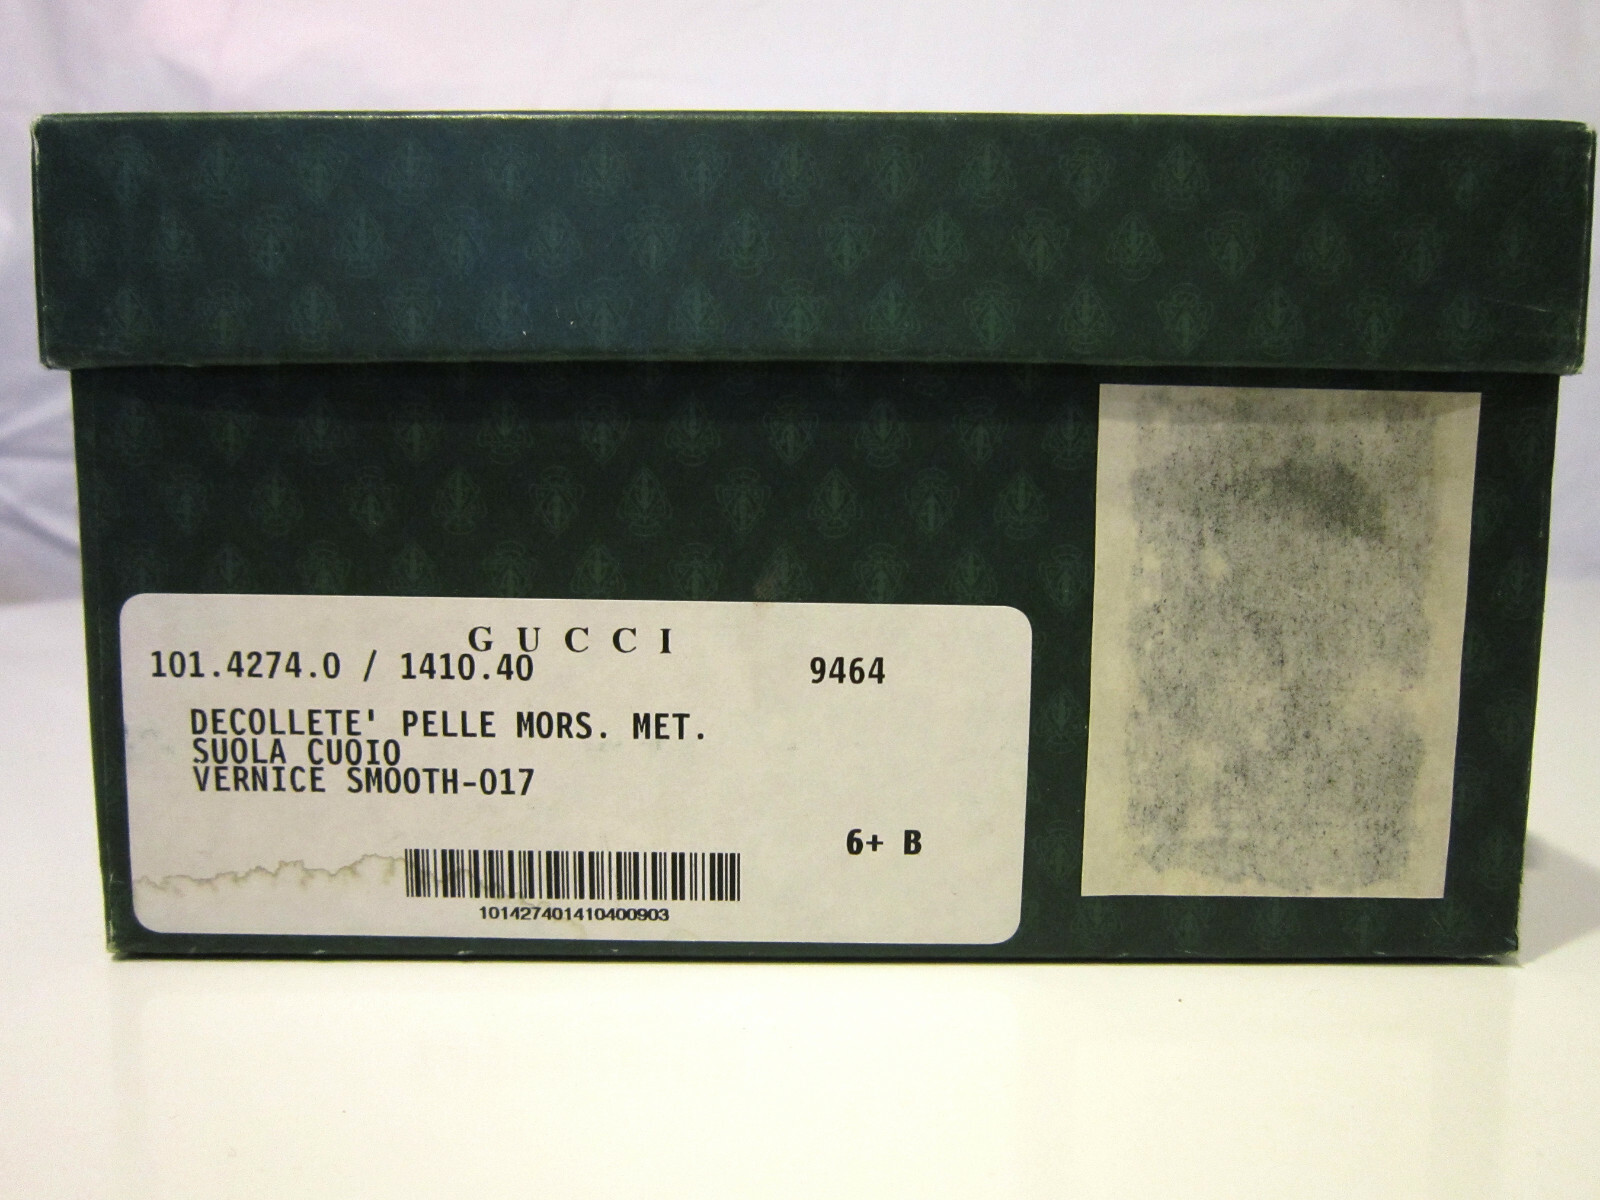 GUCCI
101.4274.0 / 1410.40 9464
DECOLLETE' PELLE MORS. MET.
SUOLA CUOIO
VERNICE SMOOTH-017
6+ B
101427401410400903